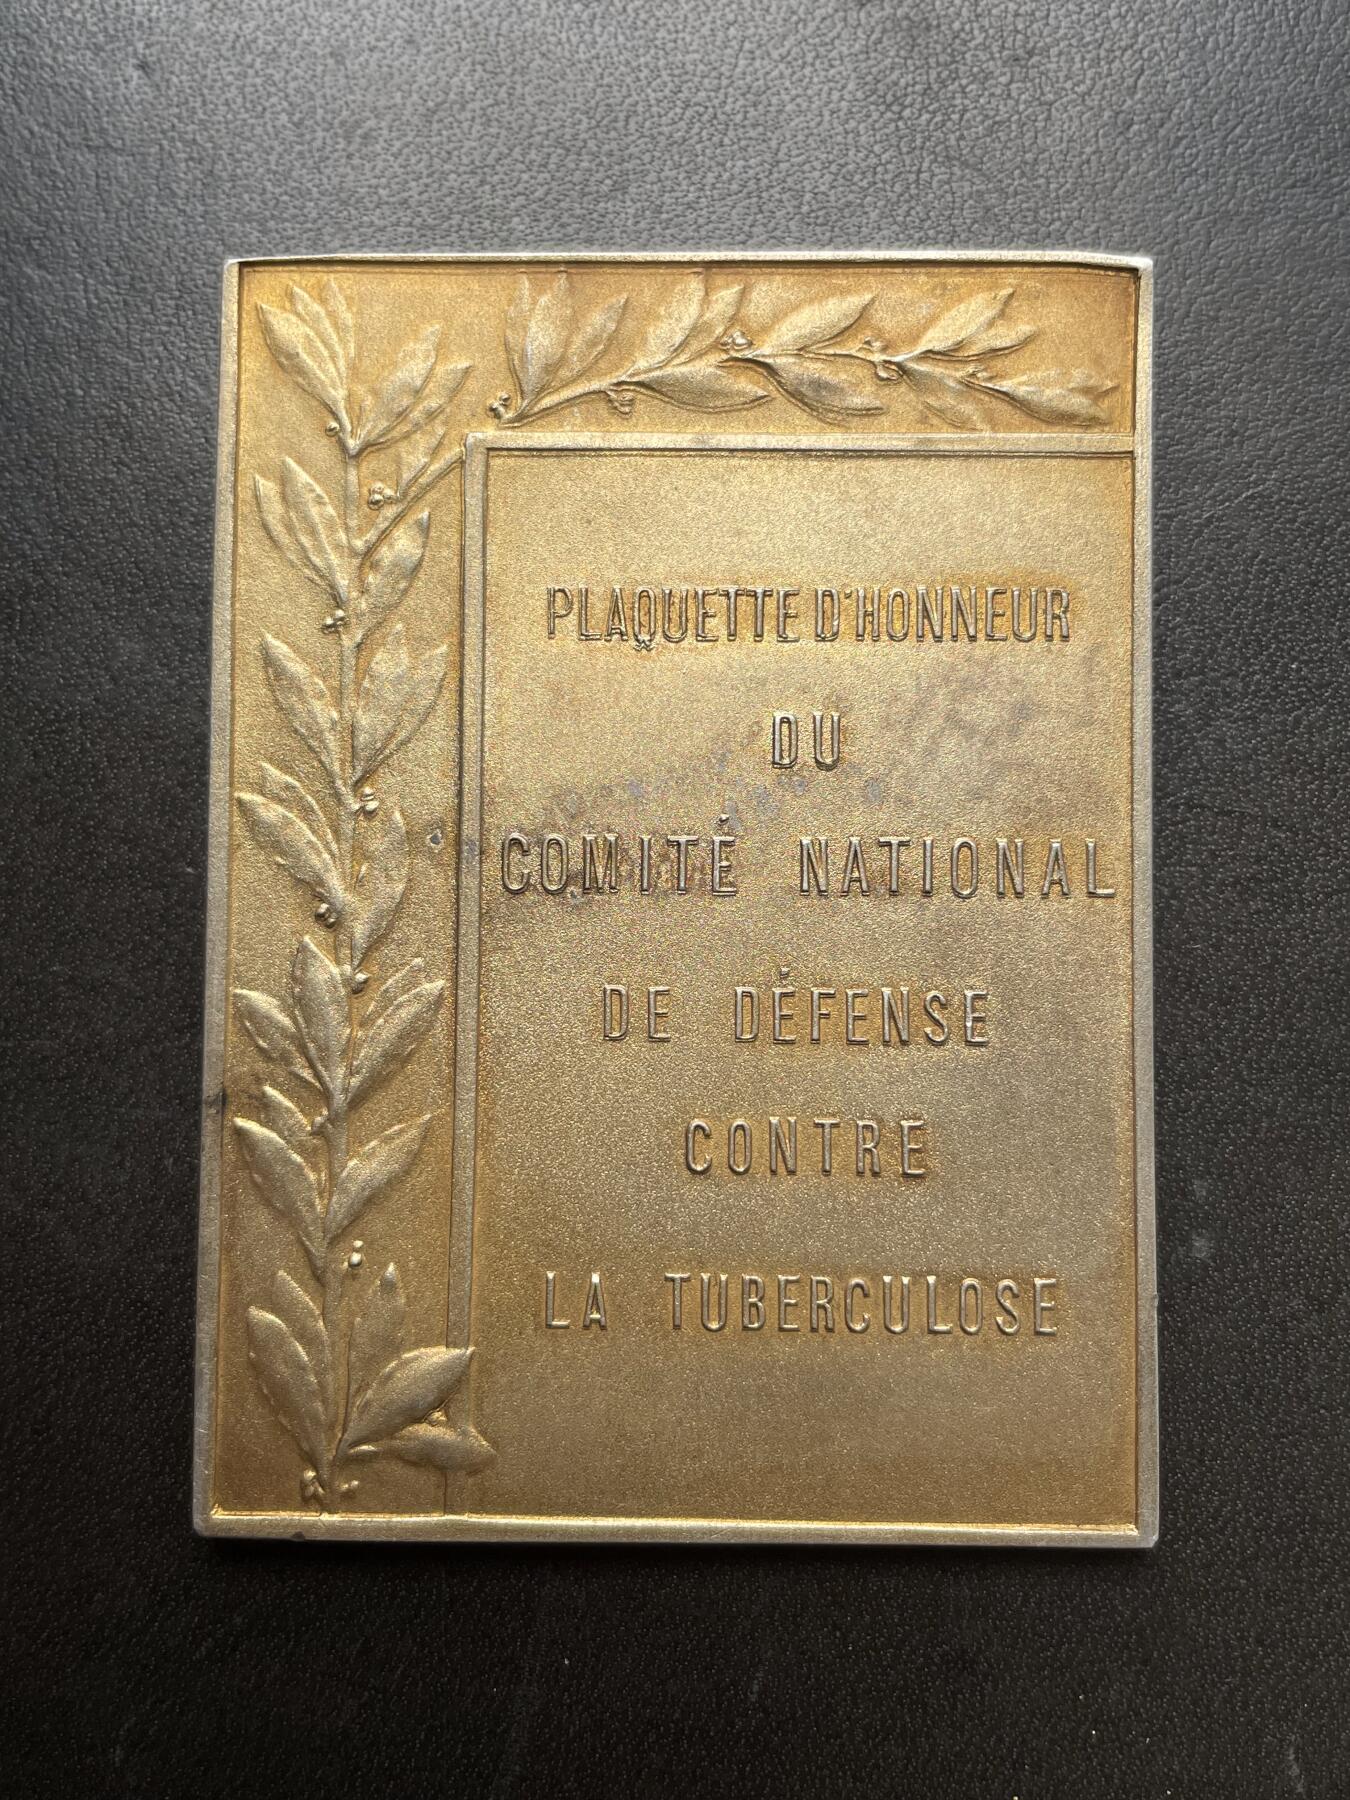 PLAQUETTE D'HONNEUR
DU
COMITÉ NATIONAL
DE DÉFENSE
CONTRE
LA TUBERCULOSE